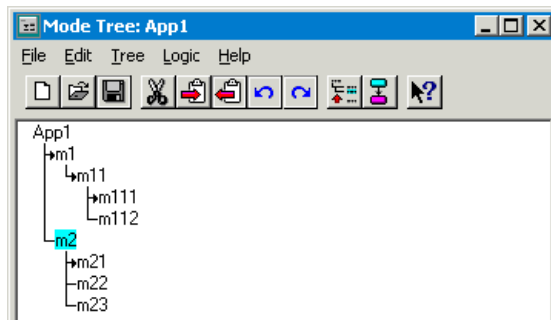 Mode Tree: App1
File Edit Tree Logic Help
App1
m1
m11
m111
m112
m2
m21
m22
m23